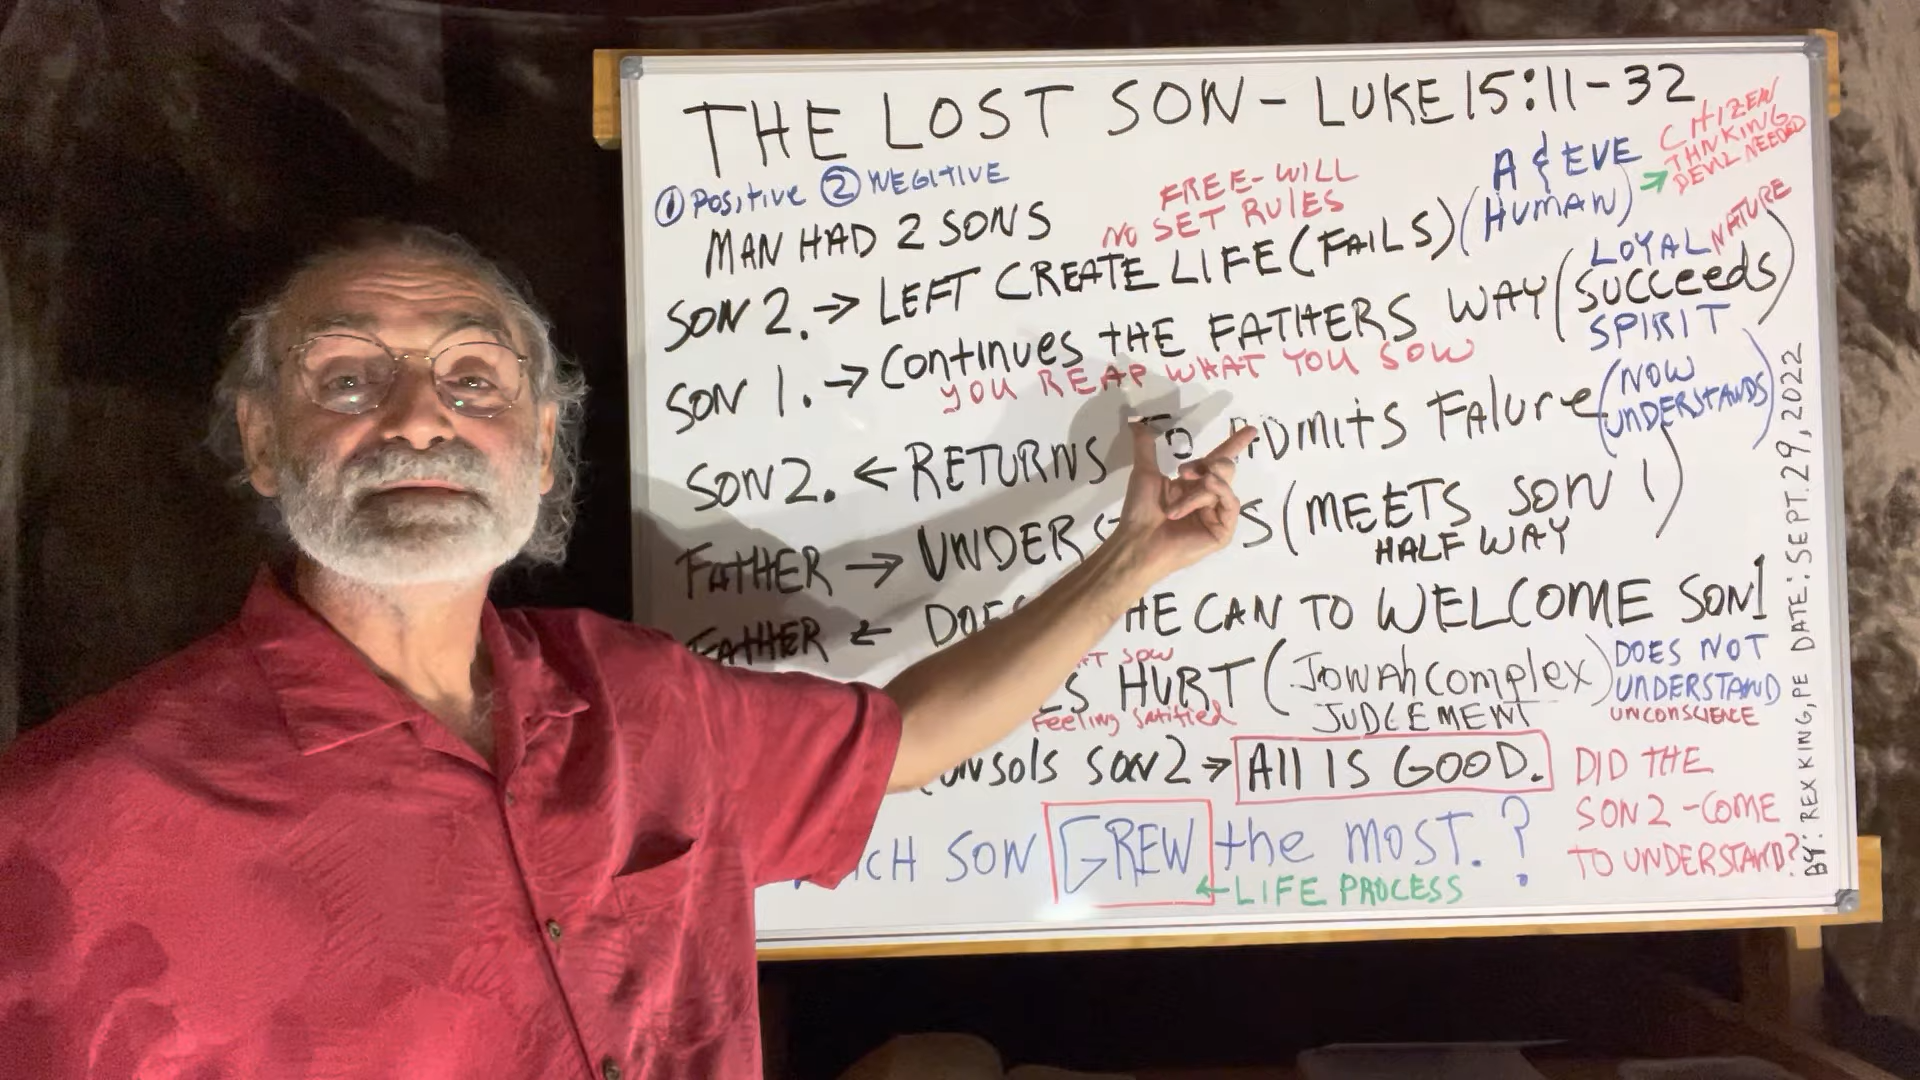 THE LOST SON - LUKE 15:11-32
CHIZEN
THNKING
DEVIL NEEDED
① Positive ② NEGITIVE
FREE-WILL
NO SET RULES
A & EVE
(HUMAN) →
MAN HAD 2 SONS
SON 2. → LEFT CREATE LIFE (FAILS)
LOYAL NATURE
SON 1. → Continues THE FATHERS WAY (Succeeds)
SPIRIT
YOU REAP WHAT YOU SOW
SON 2. ← RETURNS TO ADMITS FALURE
(NOW
UNDERSTANDS)
FATHER → UNDERS S (MEETS SON 1)
HALF WAY
FATHER ← DOES HE CAN TO WELCOME SON 1
SOW
HURT (JOWAH complex)
JUDGEMENT
DOES NOT
UNDERSTAND
UNCONSCIENCE
Feeling Satified
SON 2 → All IS GOOD.
SON GREW the MOST.?
← LIFE PROCESS
DID THE
SON 2 - COME
TO UNDERSTAND?
BY: REX KING, PE DATE: SEPT. 29, 2022